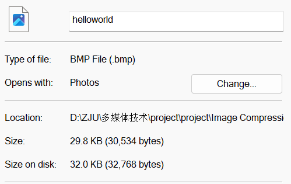 helloworld
Type of file: BMP File (.bmp)
Opens with: Photos Change...
Location: D:\ZJU\多媒体技术\project\project\Image Compressi
Size: 29.8 KB (30,534 bytes)
Size on disk: 32.0 KB (32,768 bytes)